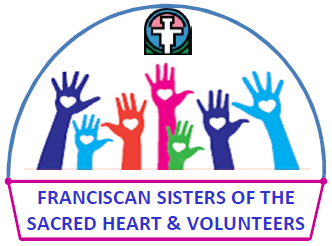 FRANCISCAN SISTERS OF THE
SACRED HEART & VOLUNTEERS